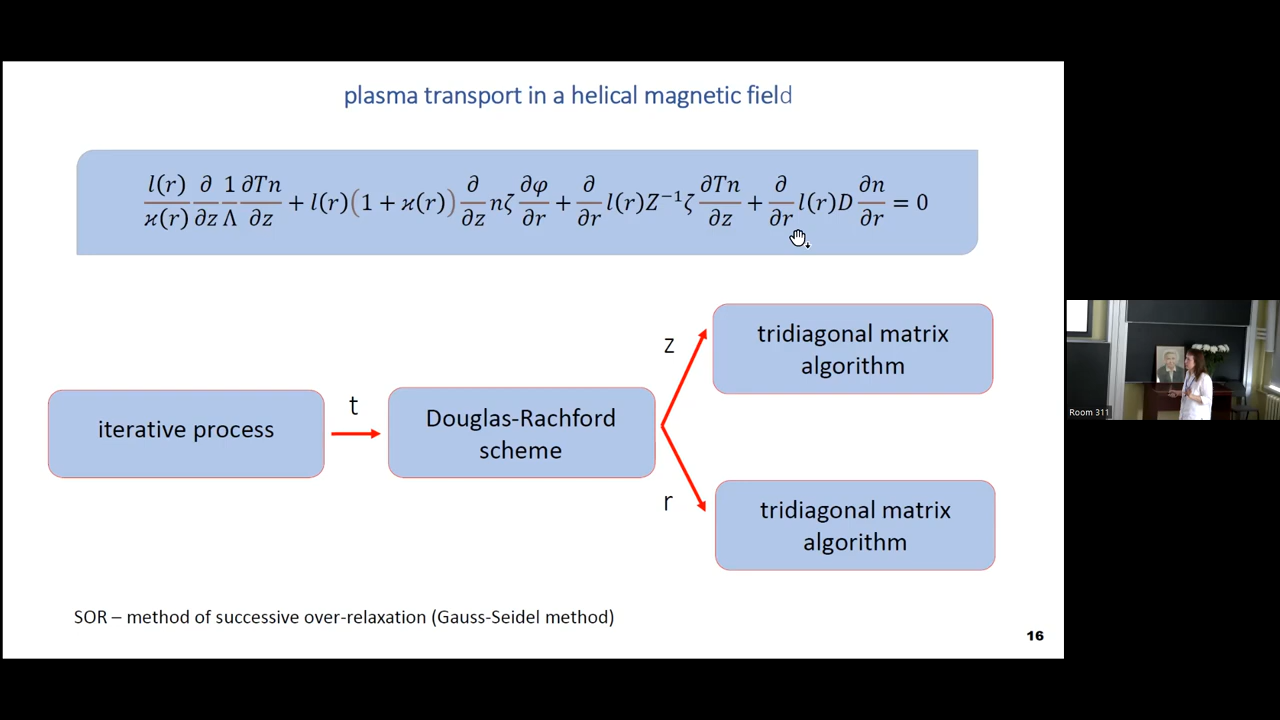 plasma transport in a helical magnetic field
l(r)/ϰ(r) ∂/∂z 1/Λ ∂Tn/∂z + l(r)(1 + ϰ(r)) ∂/∂z nζ ∂φ/∂r + ∂/∂r l(r)Z⁻¹ζ ∂Tn/∂z + ∂/∂r l(r)D ∂n/∂r = 0
z
tridiagonal matrix
algorithm
iterative process
t
Douglas-Rachford
scheme
r
tridiagonal matrix
algorithm
SOR – method of successive over-relaxation (Gauss-Seidel method)
16
Room 311